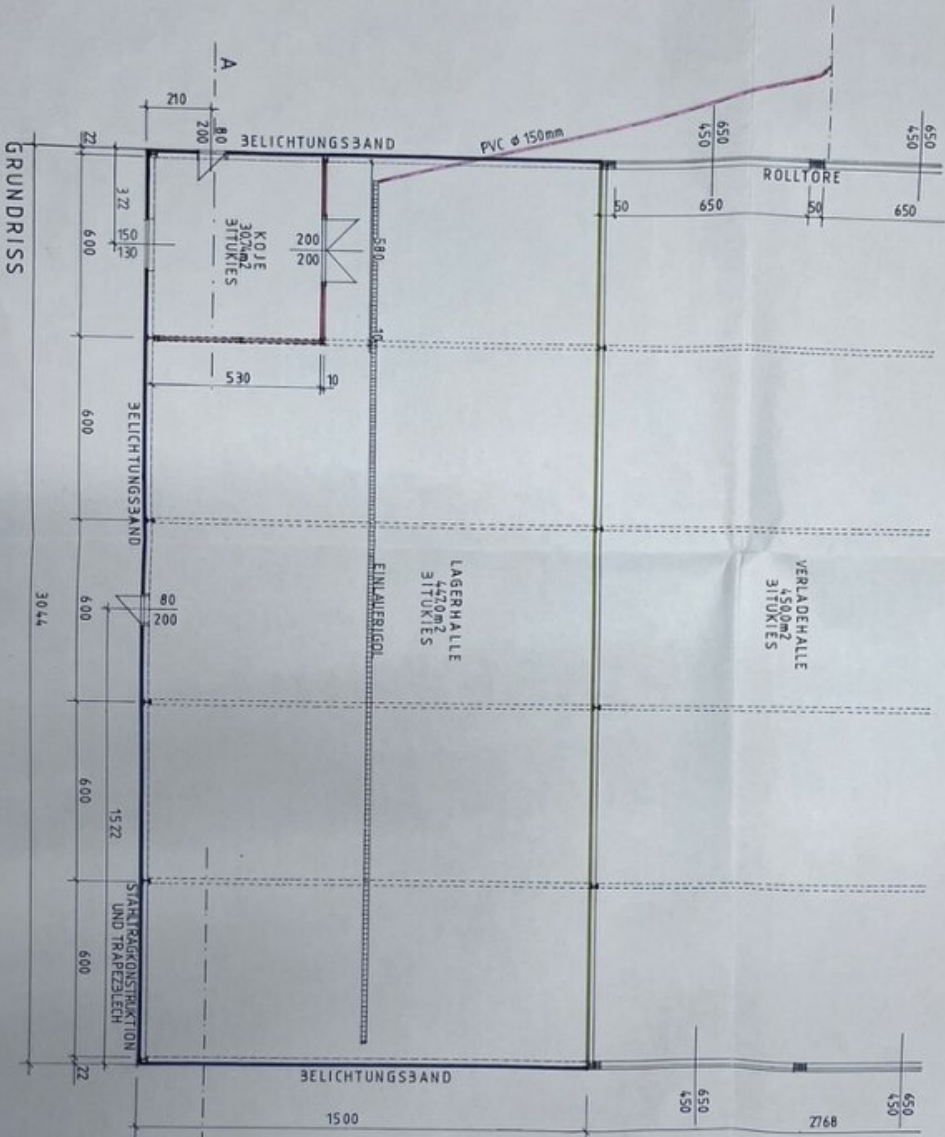 A
210
80
200
BELICHTUNGSBAND
PVC ø 150mm
650
450
650
450
ROLLTORE
50
650
50
650
22
322
600
150
130
KOJE
30.74m2
BITUKIES
200
200
580
10
530
10
GRUNDRISS
600
BELICHTUNGSBAND
600
80
200
EINLAUFRIGOL
LAGERHALLE
447.0m2
BITUKIES
VERLADEHALLE
450.0m2
BITUKIES
3044
600
1522
600
STAHLTRAGKONSTRUKTION
UND TRAPEZBLECH
22
BELICHTUNGSBAND
650
450
650
450
1500
2768